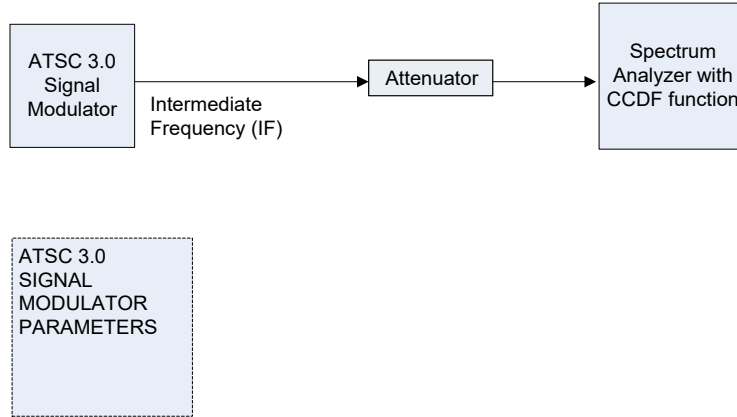 ATSC 3.0
Signal
Modulator
Intermediate
Frequency (IF)
Attenuator
Spectrum
Analyzer with
CCDF function
ATSC 3.0
SIGNAL
MODULATOR
PARAMETERS